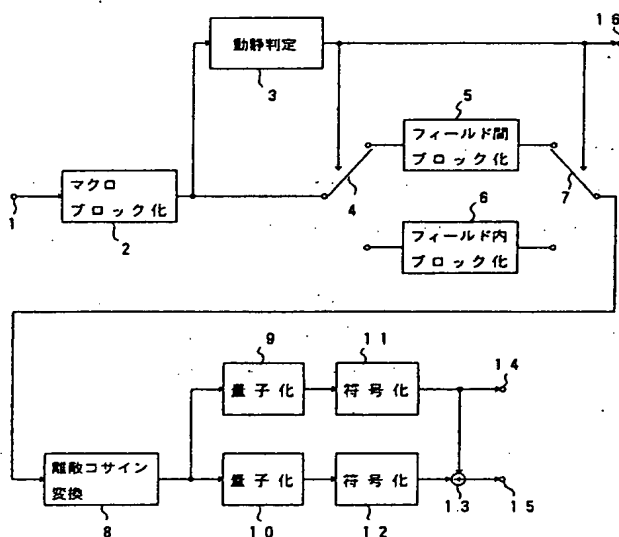 16
動静判定
3
5
フィールド間
ブロック化
マクロ
ブロック化
1
2
4
6
フィールド内
ブロック化
7
9
11
量子化
符号化
14
離散コサイン
変換
8
量子化
符号化
10
12
13
15